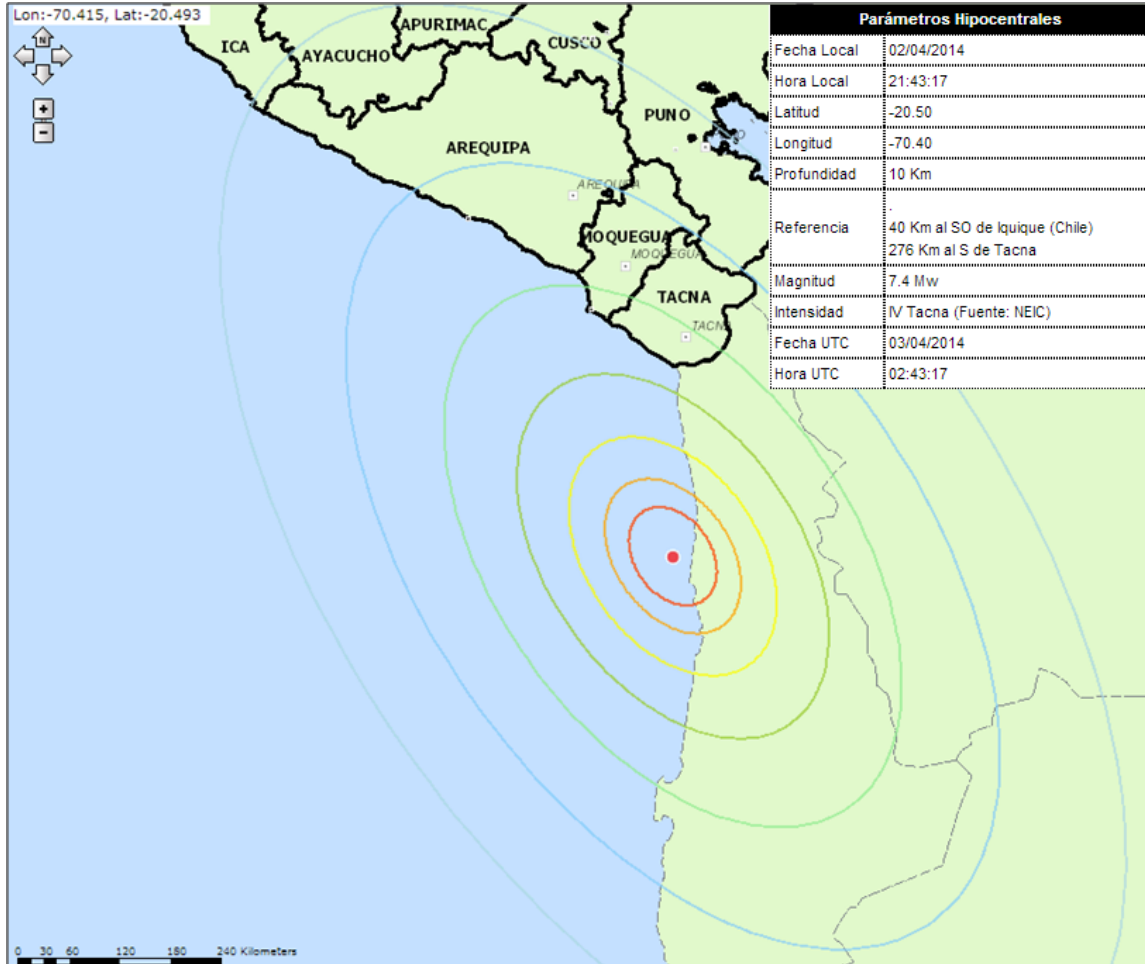 Lon:-70.415, Lat:-20.493
N
+
−
ICA
AYACUCHO
APURIMAC
CUSCO
PUNO
AREQUIPA
AREQUIPA
MOQUEGUA
MOQUEGUA
TACNA
TACNA
Parámetros Hipocentrales
Fecha Local 02/04/2014
Hora Local 21:43:17
Latitud -20.50
Longitud -70.40
Profundidad 10 Km
Referencia .
40 Km al SO de Iquique (Chile)
276 Km al S de Tacna
Magnitud 7.4 Mw
Intensidad IV Tacna (Fuente: NEIC)
Fecha UTC 03/04/2014
Hora UTC 02:43:17
0 30 60 120 180 240 Kilometers